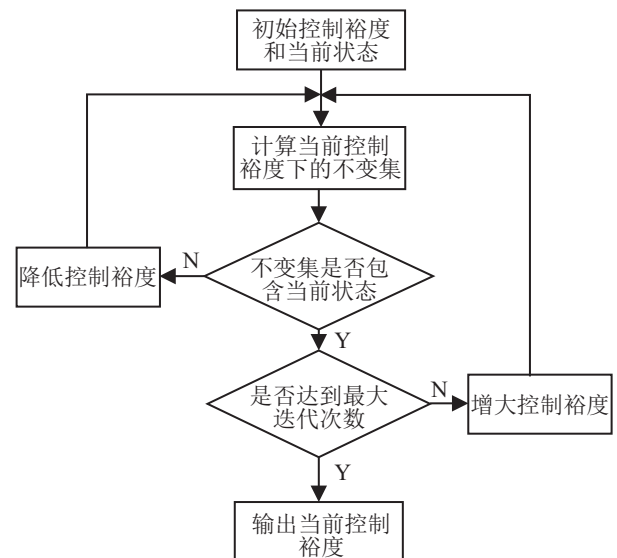 初始控制裕度
和当前状态
计算当前控制
裕度下的不变集
不变集是否包
含当前状态
N
降低控制裕度
Y
是否达到最大
迭代次数
N
增大控制裕度
Y
输出当前控制
裕度